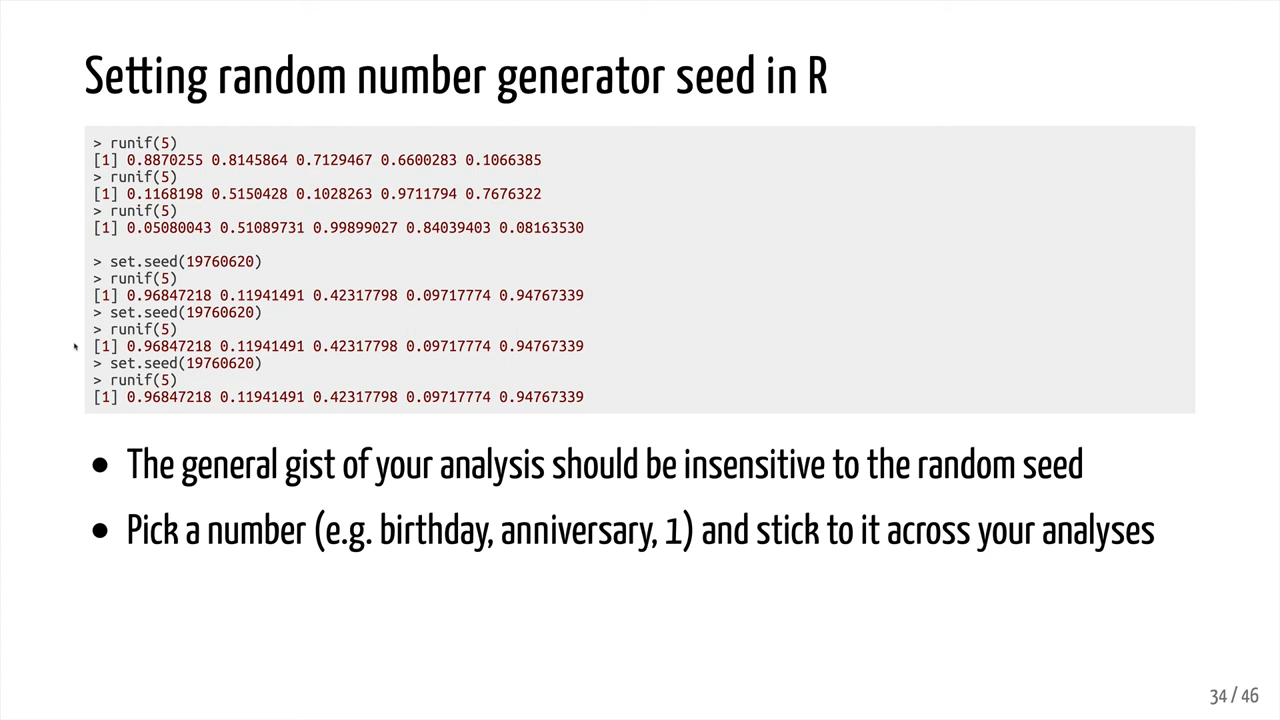 Setting random number generator seed in R
> runif(5)
[1] 0.8870255 0.8145864 0.7129467 0.6600283 0.1066385
> runif(5)
[1] 0.1168198 0.5150428 0.1028263 0.9711794 0.7676322
> runif(5)
[1] 0.05080043 0.51089731 0.99899027 0.84039403 0.08163530
> set.seed(19760620)
> runif(5)
[1] 0.96847218 0.11941491 0.42317798 0.09717774 0.94767339
> set.seed(19760620)
> runif(5)
[1] 0.96847218 0.11941491 0.42317798 0.09717774 0.94767339
> set.seed(19760620)
> runif(5)
[1] 0.96847218 0.11941491 0.42317798 0.09717774 0.94767339
• The general gist of your analysis should be insensitive to the random seed
• Pick a number (e.g. birthday, anniversary, 1) and stick to it across your analyses
34 / 46